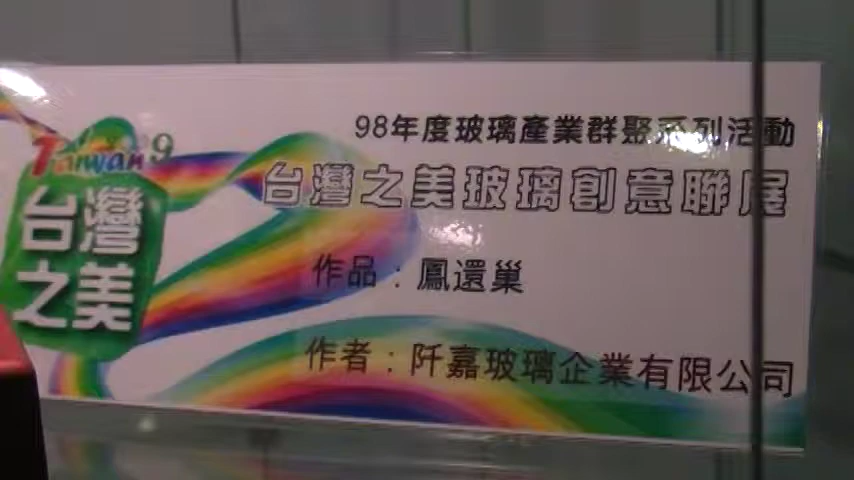 98年度玻璃產業群聚系列活動
Taiwan 9
台灣之美玻璃創意聯展
台灣
之美
作品：鳳還巢
作者：阡嘉玻璃企業有限公司